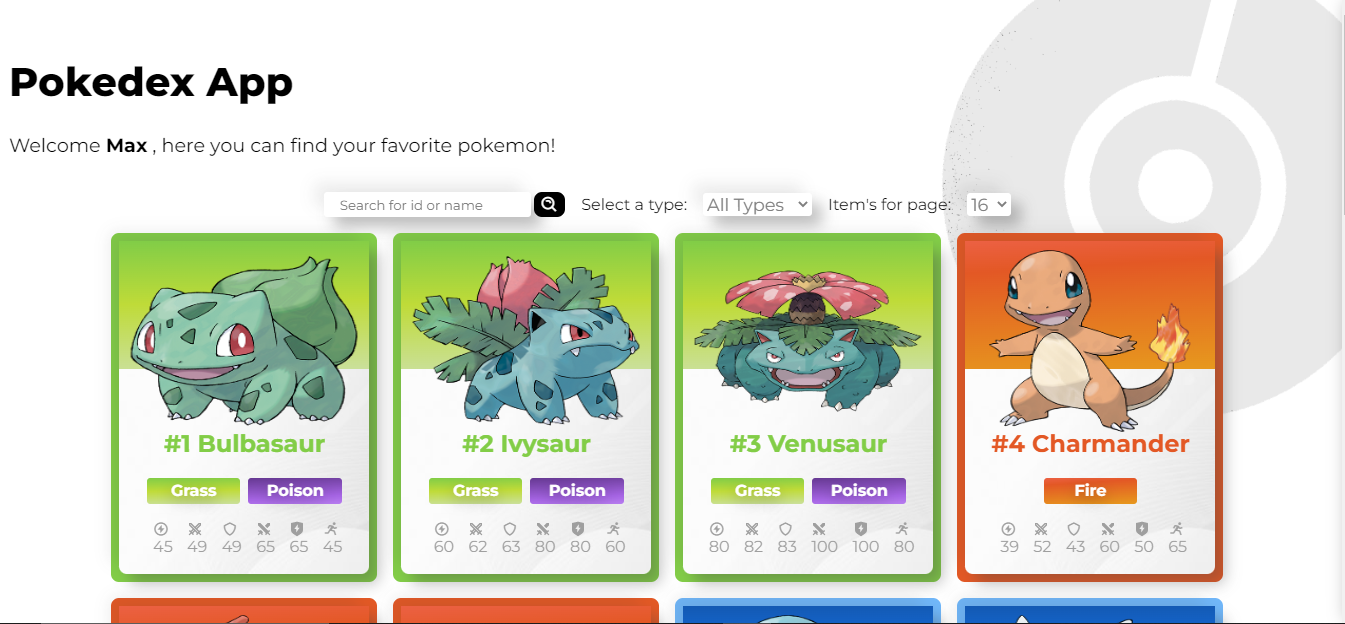 Pokedex App
Welcome Max , here you can find your favorite pokemon!
Search for id or name Select a type: All Types Item's for page: 16
#1 Bulbasaur #2 Ivysaur #3 Venusaur #4 Charmander
Grass Poison Grass Poison Grass Poison Fire
45 49 49 65 65 45 60 62 63 80 80 60 80 82 83 100 100 80 39 52 43 60 50 65